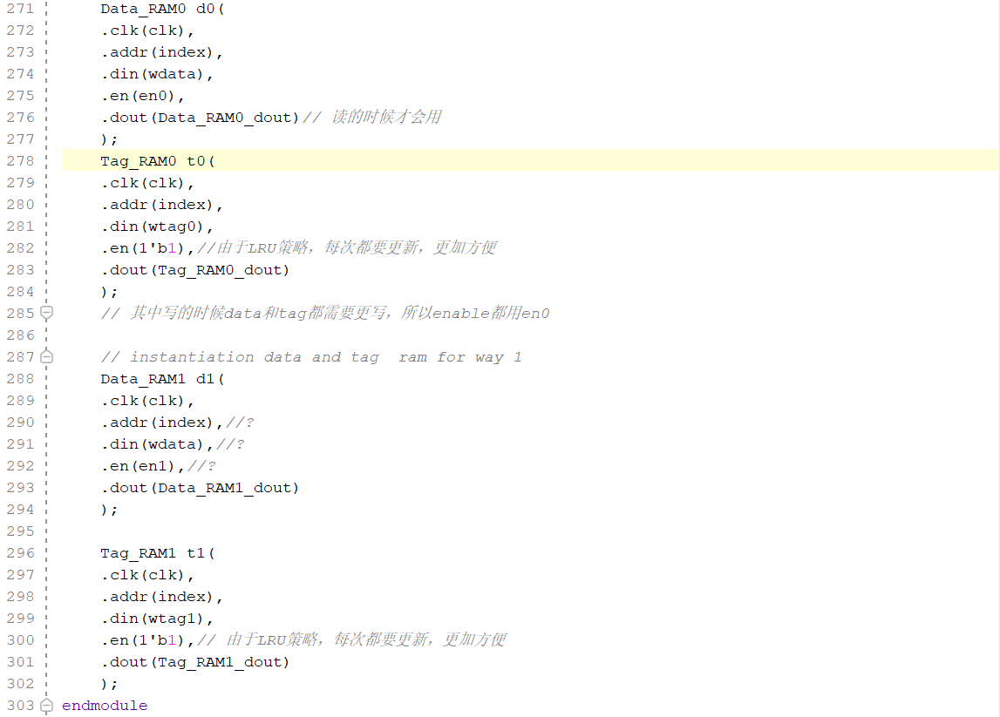 271 Data_RAM0 d0(
272 .clk(clk),
273 .addr(index),
274 .din(wdata),
275 .en(en0),
276 .dout(Data_RAM0_dout)// 读的时候才会用
277 );
278 Tag_RAM0 t0(
279 .clk(clk),
280 .addr(index),
281 .din(wtag0),
282 .en(1'b1),//由于LRU策略，每次都要更新，更加方便
283 .dout(Tag_RAM0_dout)
284 );
285 // 其中写的时候data和tag都需要更写，所以enable都用en0
286
287 // instantiation data and tag  ram for way 1
288 Data_RAM1 d1(
289 .clk(clk),
290 .addr(index),//?
291 .din(wdata),//?
292 .en(en1),//?
293 .dout(Data_RAM1_dout)
294 );
295
296 Tag_RAM1 t1(
297 .clk(clk),
298 .addr(index),
299 .din(wtag1),
300 .en(1'b1),// 由于LRU策略，每次都要更新，更加方便
301 .dout(Tag_RAM1_dout)
302 );
303 endmodule